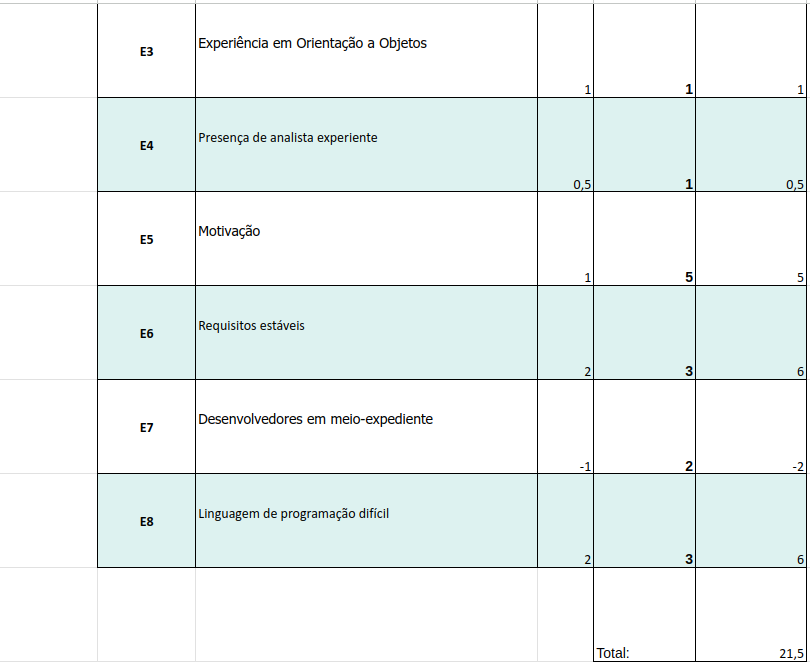 E3 Experiência em Orientação a Objetos 1 1 1
E4 Presença de analista experiente 0,5 1 0,5
E5 Motivação 1 5 5
E6 Requisitos estáveis 2 3 6
E7 Desenvolvedores em meio-expediente -1 2 -2
E8 Linguagem de programação difícil 2 3 6
Total: 21,5